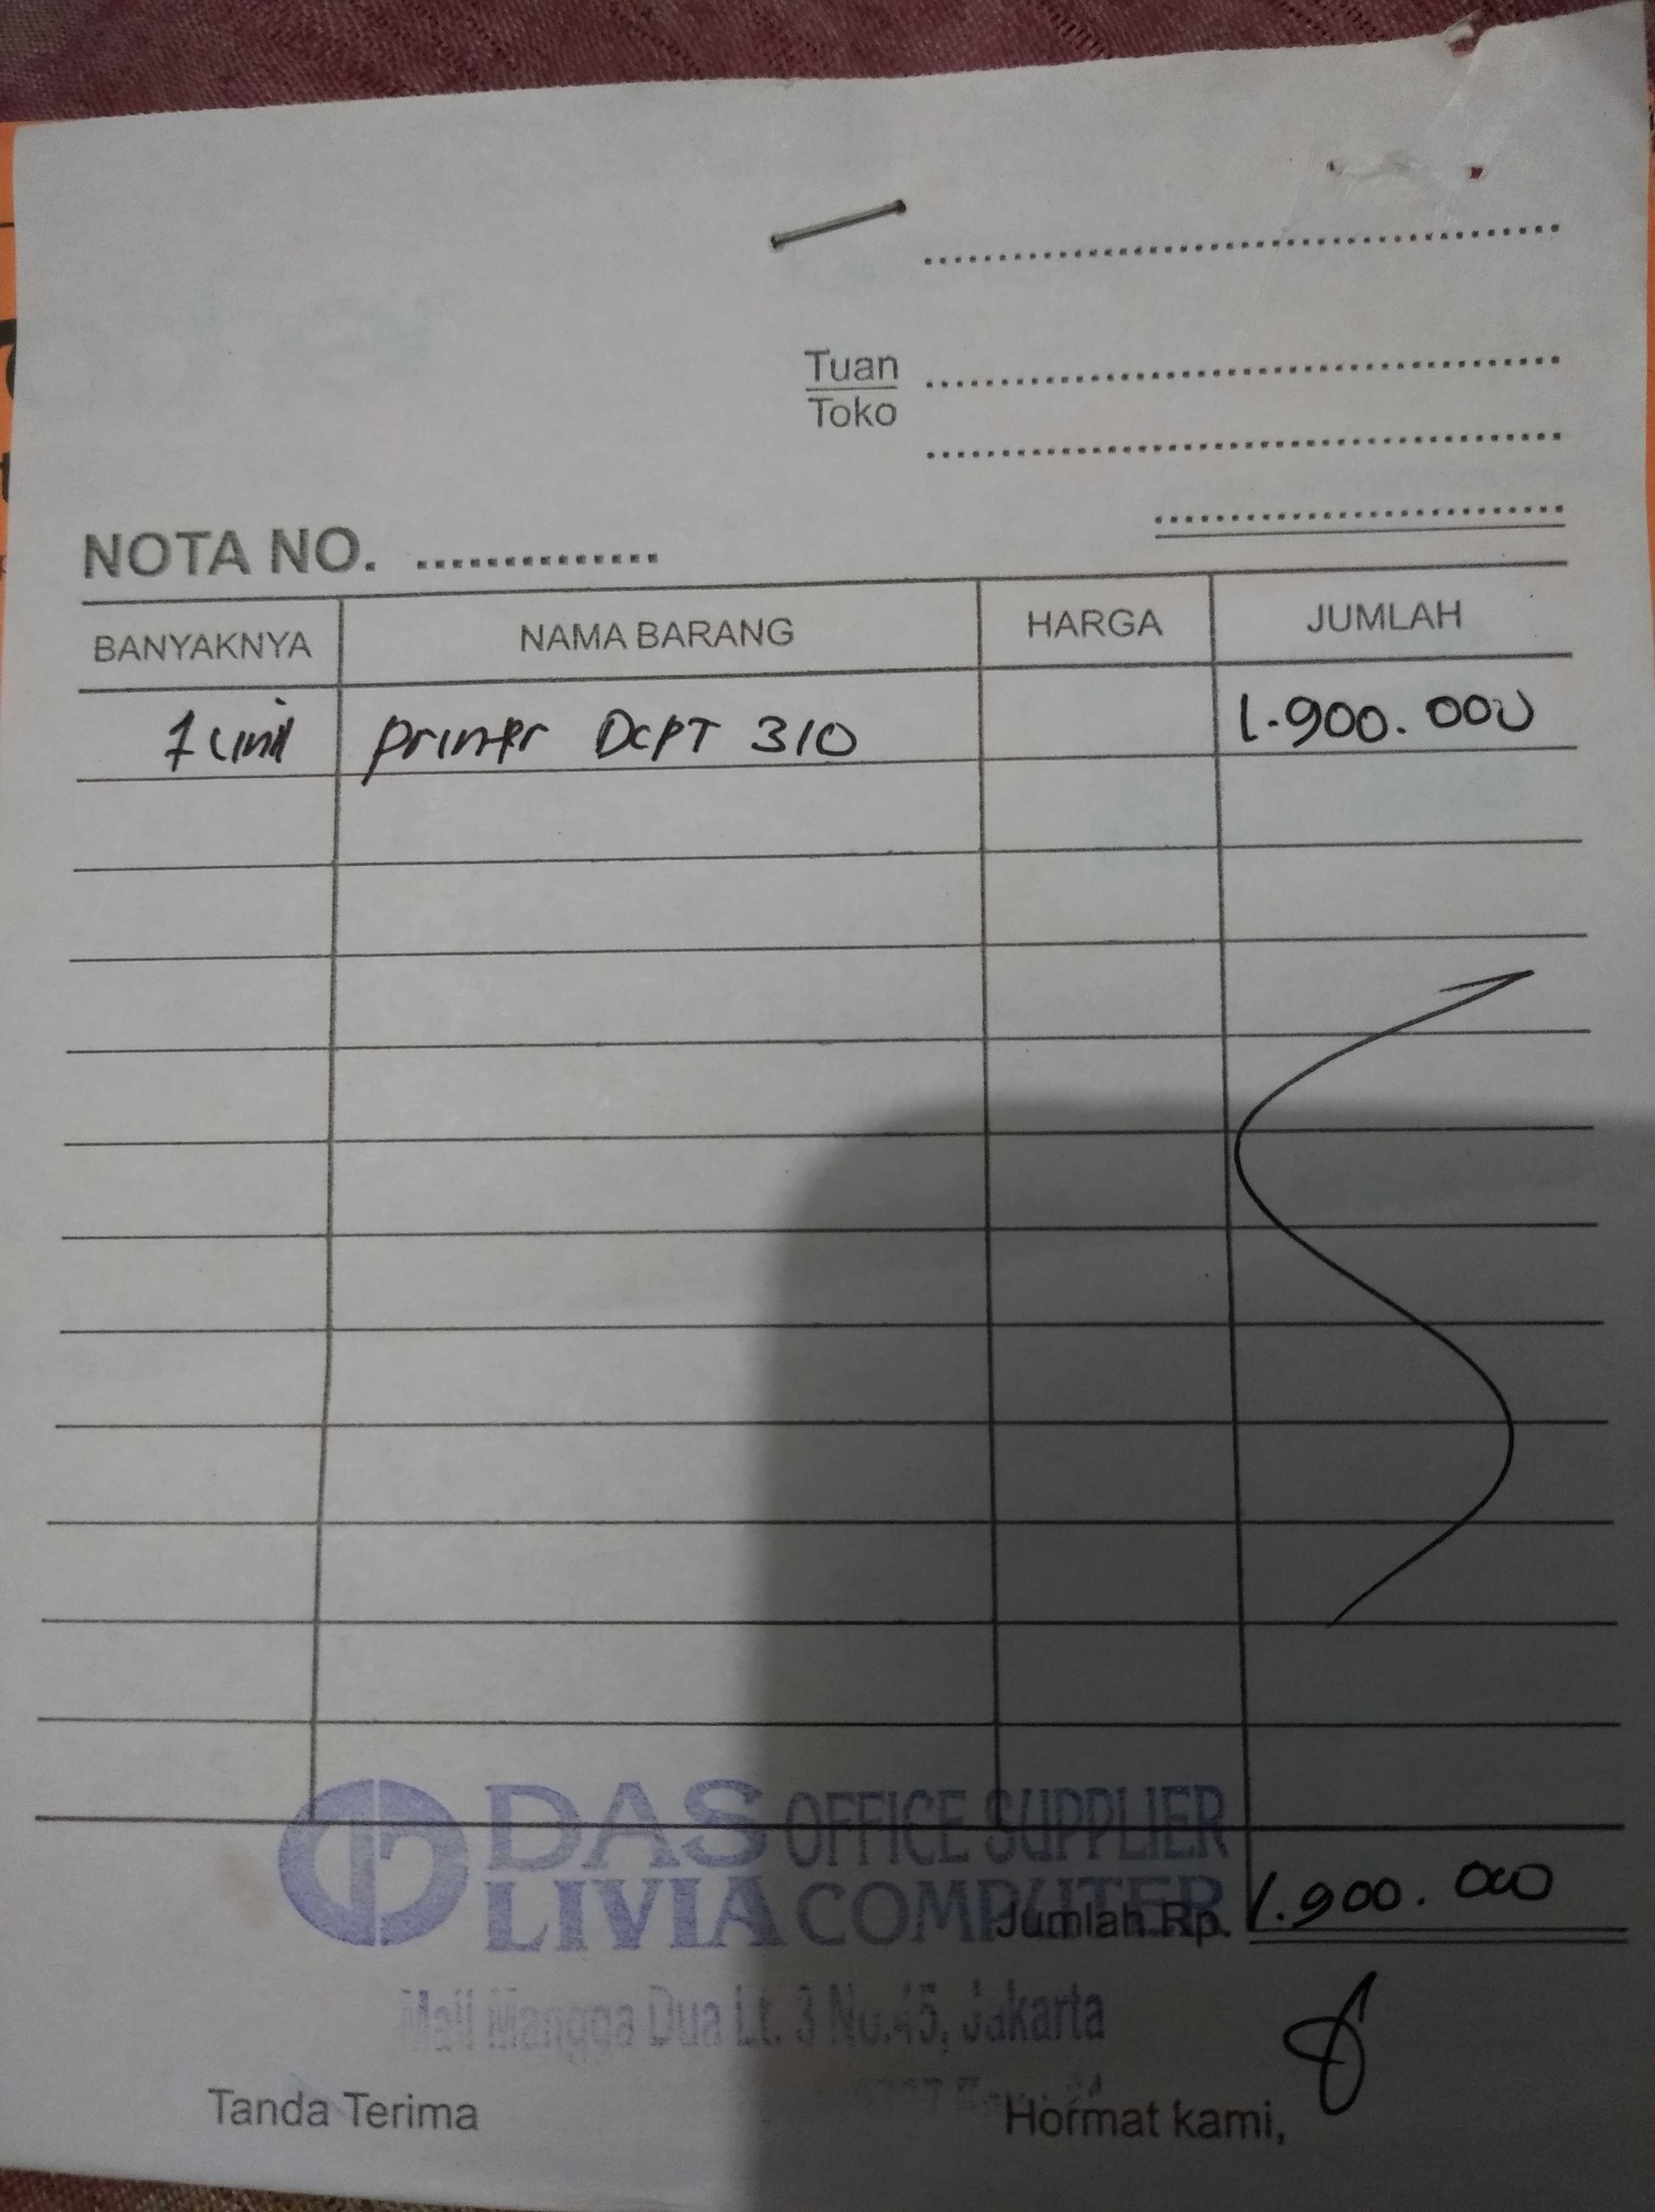 Tuan
Toko
NOTA NO.
BANYAKNYA NAMA BARANG HARGA JUMLAH
1 unit printer DCPT 310 1.900.000
DAS OFFICE SUPPLIER
LIVIA COMPUTER
Jumlah Rp. 1.900.000
Mall Mangga Dua Lt. 3 No.45, Jakarta
Tanda Terima Hormat kami,